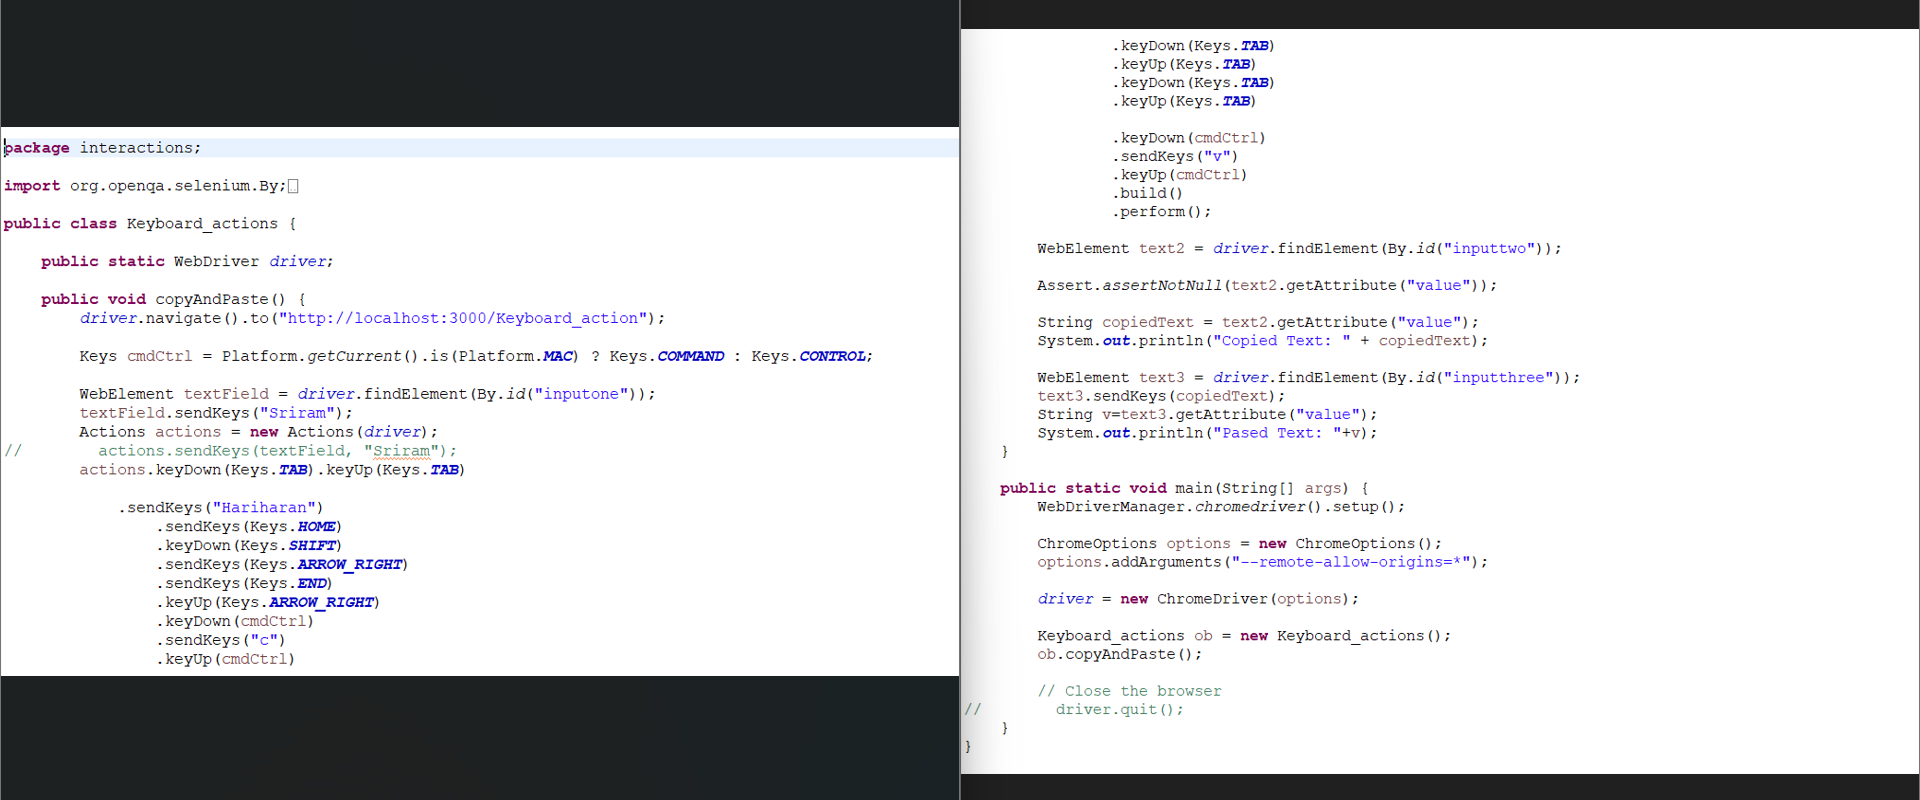 package interactions;
import org.openqa.selenium.By;
public class Keyboard_actions {
public static WebDriver driver;
public void copyAndPaste() {
driver.navigate().to("http://localhost:3000/Keyboard_action");
Keys cmdCtrl = Platform.getCurrent().is(Platform.MAC) ? Keys.COMMAND : Keys.CONTROL;
WebElement textField = driver.findElement(By.id("inputone"));
textField.sendKeys("Sriram");
Actions actions = new Actions(driver);
// actions.sendKeys(textField, "Sriram");
actions.keyDown(Keys.TAB).keyUp(Keys.TAB)
.sendKeys("Hariharan")
.sendKeys(Keys.HOME)
.keyDown(Keys.SHIFT)
.sendKeys(Keys.ARROW_RIGHT)
.sendKeys(Keys.END)
.keyUp(Keys.ARROW_RIGHT)
.keyDown(cmdCtrl)
.sendKeys("c")
.keyUp(cmdCtrl)
.keyDown(Keys.TAB)
.keyUp(Keys.TAB)
.keyDown(Keys.TAB)
.keyUp(Keys.TAB)
.keyDown(cmdCtrl)
.sendKeys("v")
.keyUp(cmdCtrl)
.build()
.perform();
WebElement text2 = driver.findElement(By.id("inputtwo"));
Assert.assertNotNull(text2.getAttribute("value"));
String copiedText = text2.getAttribute("value");
System.out.println("Copied Text: " + copiedText);
WebElement text3 = driver.findElement(By.id("inputthree"));
text3.sendKeys(copiedText);
String v=text3.getAttribute("value");
System.out.println("Pased Text: "+v);
}
public static void main(String[] args) {
WebDriverManager.chromedriver().setup();
ChromeOptions options = new ChromeOptions();
options.addArguments("--remote-allow-origins=*");
driver = new ChromeDriver(options);
Keyboard_actions ob = new Keyboard_actions();
ob.copyAndPaste();
// Close the browser
// driver.quit();
}
}